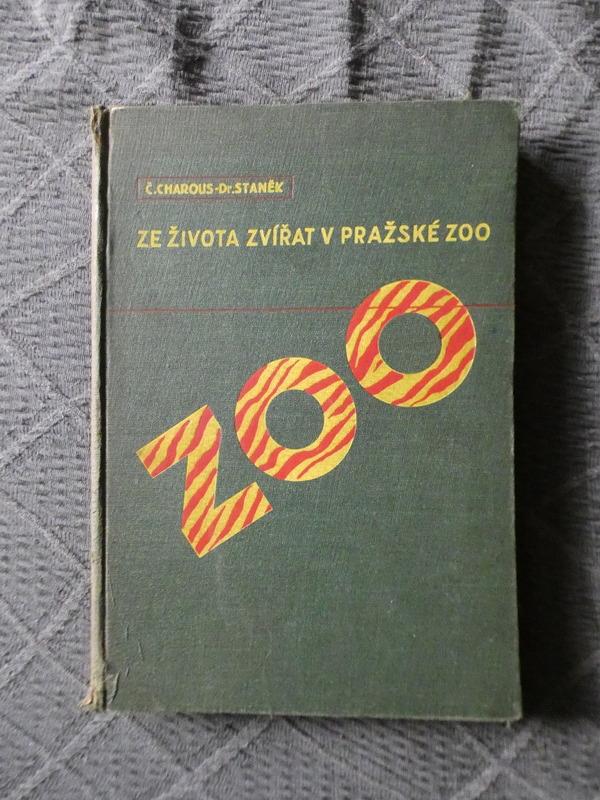 Č.CHAROUS-Dr.STANĚK
ZE ŽIVOTA ZVÍŘAT V PRAŽSKÉ ZOO
ZOO